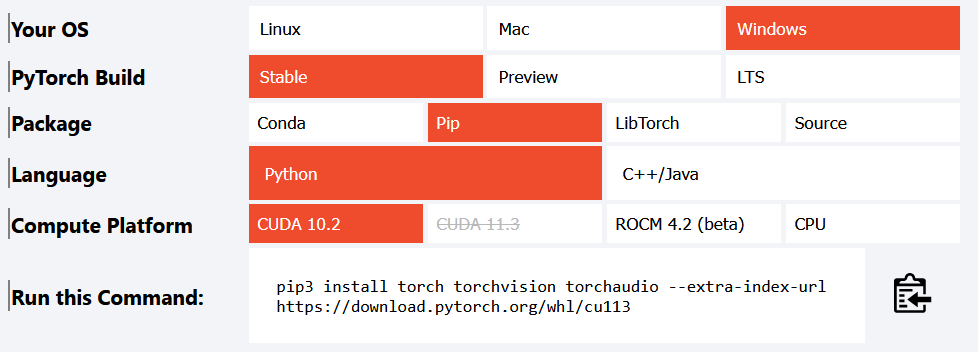 Your OS Linux Mac Windows
PyTorch Build Stable Preview LTS
Package Conda Pip LibTorch Source
Language Python C++/Java
Compute Platform CUDA 10.2 CUDA 11.3 ROCM 4.2 (beta) CPU
Run this Command: pip3 install torch torchvision torchaudio --extra-index-url
https://download.pytorch.org/whl/cu113